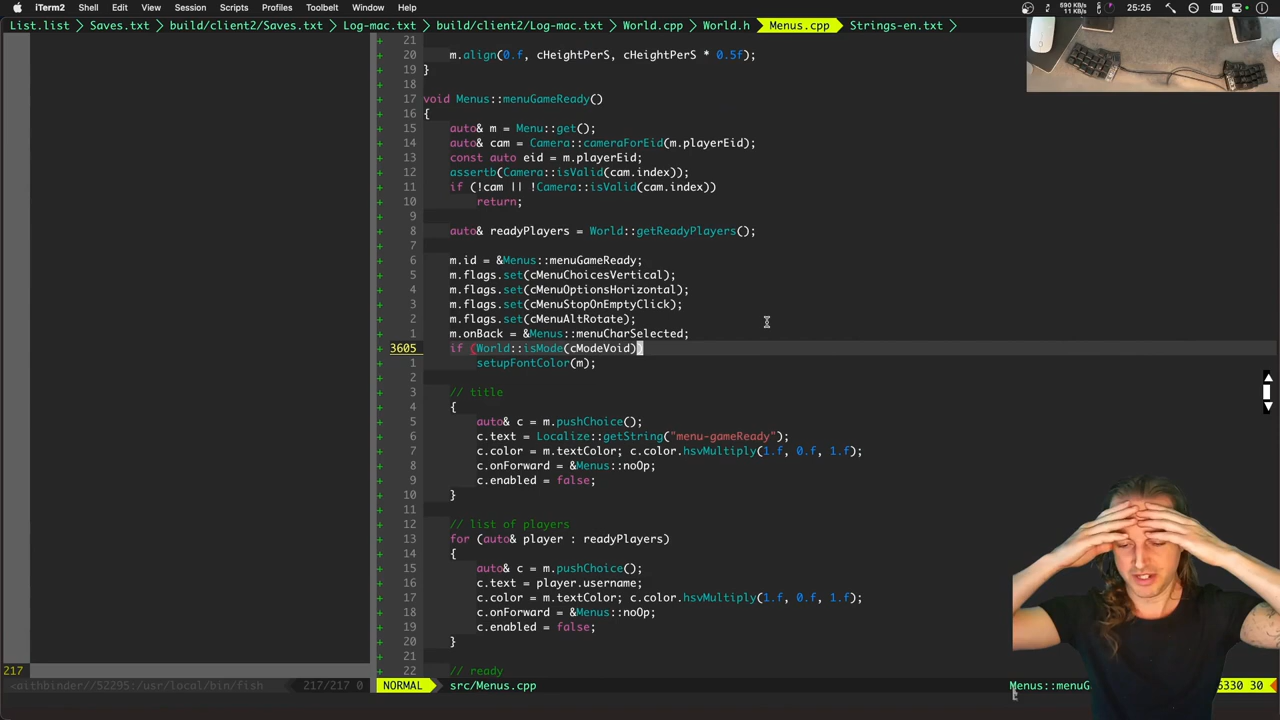 iTerm2 Shell Edit View Session Scripts Profiles Toolbelt Window Help 590 KB/s 11 KB/s 25:25
List.list Saves.txt build/client2/Saves.txt Log-mac.txt build/client2/Log-mac.txt World.cpp World.h Menus.cpp Strings-en.txt
21
20 m.align(0.f, cHeightPerS, cHeightPerS * 0.5f);
19 }
18
17 void Menus::menuGameReady()
16 {
15 auto& m = Menu::get();
14 auto& cam = Camera::cameraForEid(m.playerEid);
13 const auto eid = m.playerEid;
12 assertb(Camera::isValid(cam.index));
11 if (!cam || !Camera::isValid(cam.index))
10 return;
9
8 auto& readyPlayers = World::getReadyPlayers();
7
6 m.id = &Menus::menuGameReady;
5 m.flags.set(cMenuChoicesVertical);
4 m.flags.set(cMenuOptionsHorizontal);
3 m.flags.set(cMenuStopOnEmptyClick);
2 m.flags.set(cMenuAltRotate);
1 m.onBack = &Menus::menuCharSelected;
3605 if (World::isMode(cModeVoid))
1 setupFontColor(m);
2
3 // title
4 {
5 auto& c = m.pushChoice();
6 c.text = Localize::getString("menu-gameReady");
7 c.color = m.textColor; c.color.hsvMultiply(1.f, 0.f, 1.f);
8 c.onForward = &Menus::noOp;
9 c.enabled = false;
10 }
11
12 // list of players
13 for (auto& player : readyPlayers)
14 {
15 auto& c = m.pushChoice();
16 c.text = player.username;
17 c.color = m.textColor; c.color.hsvMultiply(1.f, 0.f, 1.f);
18 c.onForward = &Menus::noOp;
19 c.enabled = false;
20 }
21
217 22 // ready
<aithbinder//52295:/usr/local/bin/fish 217/217 0 NORMAL src/Menus.cpp Menus::menuG 5330 30